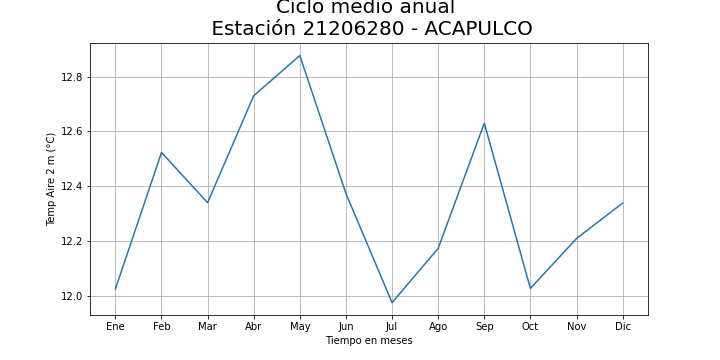 Ciclo medio anual
Estación 21206280 - ACAPULCO
Temp Aire 2 m (°C)
12.8
12.6
12.4
12.2
12.0
Ene Feb Mar Abr May Jun Jul Ago Sep Oct Nov Dic
Tiempo en meses